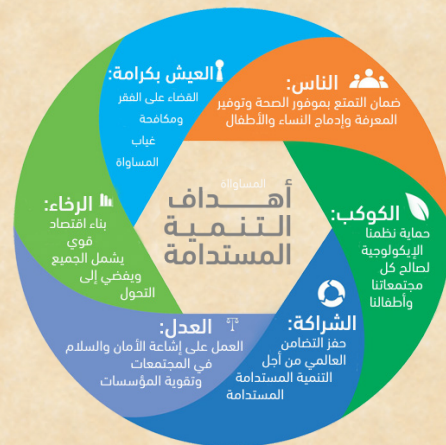 العيش بكرامة:
القضاء على الفقر
ومكافحة
غياب
المساواة
الناس:
ضمان التمتع بموفور الصحة وتوفير
المعرفة وإدماج النساء والأطفال
الكوكب:
حماية نظمنا
الإيكولوجية
لصالح كل
مجتمعاتنا
وأطفالنا
الشراكة:
حفز التضامن
العالمي من أجل
التنمية المستدامة
المستدامة
العدل:
العمل على إشاعة الأمان والسلام
في المجتمعات
وتقوية المؤسسات
الرخاء:
بناء اقتصاد
قوي
يشمل الجميع
ويفضي إلى
التحول
المساواة
أهداف
التنمية
المستدامة